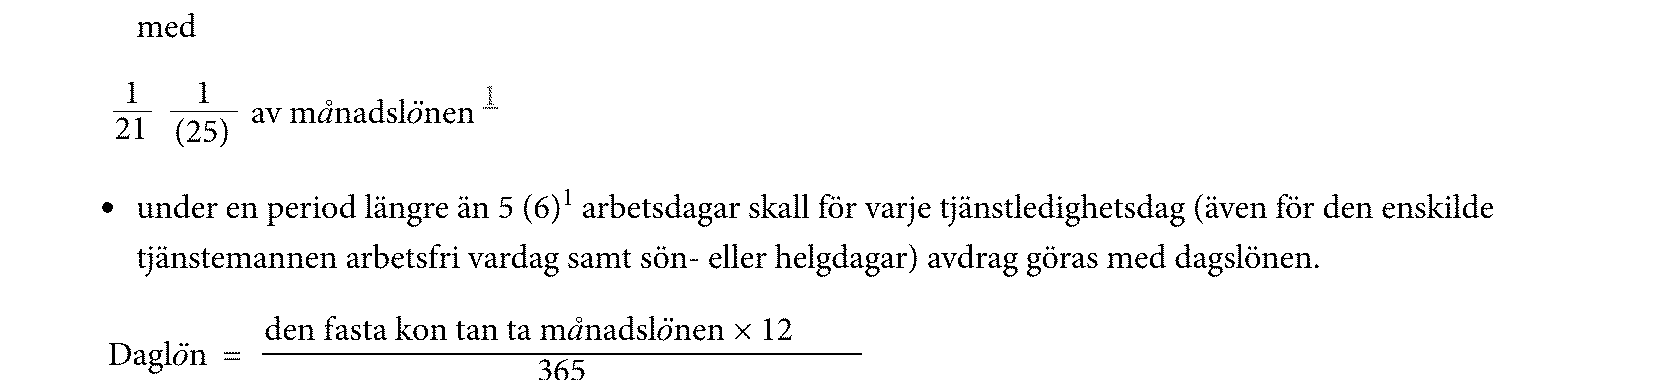 med
1/21 1/(25) av månadslönen 1
• under en period längre än 5 (6)1 arbetsdagar skall för varje tjänstledighetsdag (även för den enskilde
tjänstemannen arbetsfri vardag samt sön- eller helgdagar) avdrag göras med dagslönen.
den fasta kon tan ta månadslönen × 12
Daglön =
365